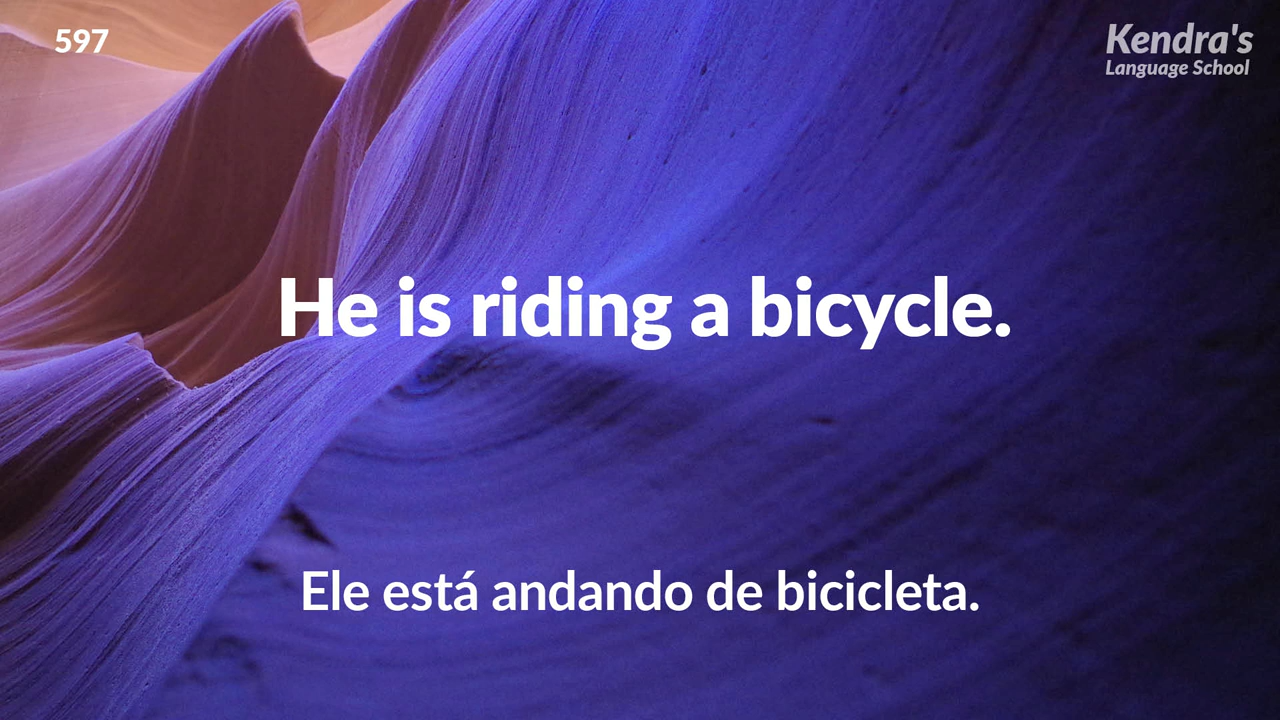 597
Kendra's
Language School
He is riding a bicycle.
Ele está andando de bicicleta.